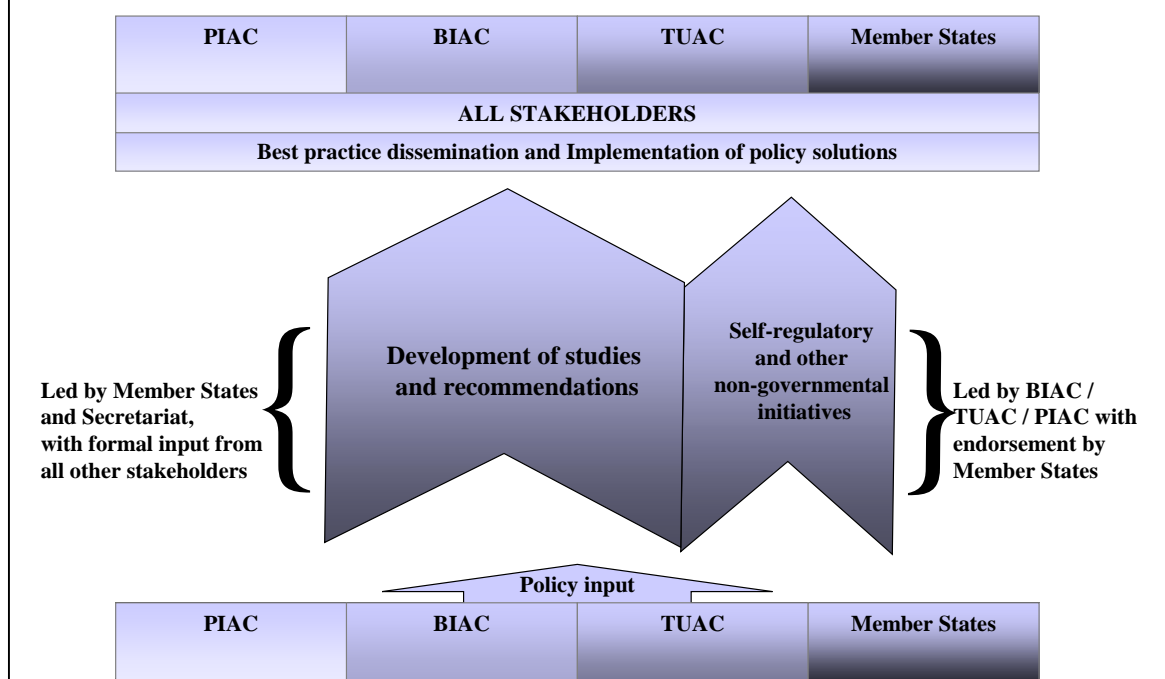 PIAC BIAC TUAC Member States
ALL STAKEHOLDERS
Best practice dissemination and Implementation of policy solutions
Led by Member States
and Secretariat,
with formal input from
all other stakeholders
Development of studies
and recommendations
Self-regulatory
and other
non-governmental
initiatives
Led by BIAC /
TUAC / PIAC with
endorsement by
Member States
Policy input
PIAC BIAC TUAC Member States